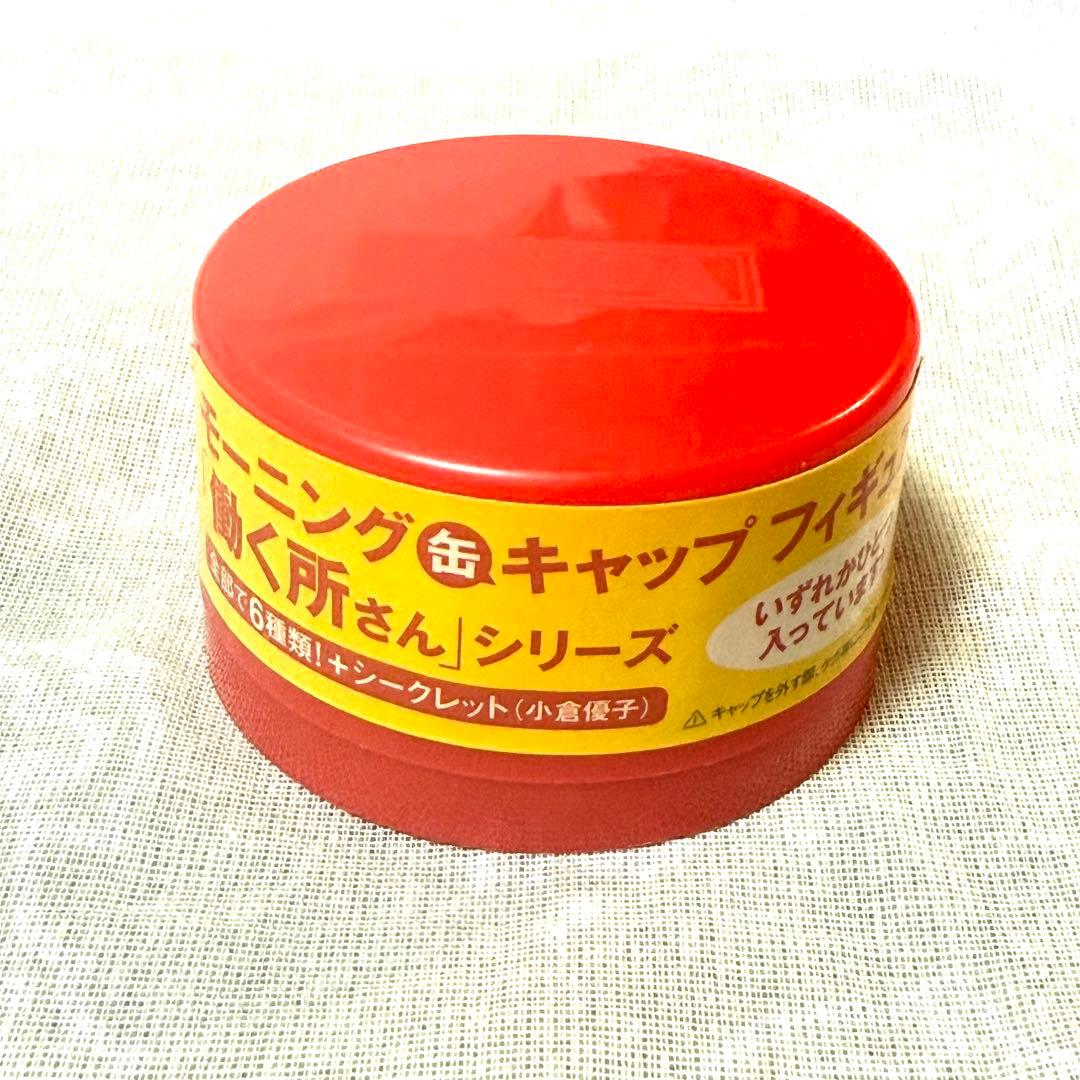 モーニング缶キャップ フィギュ
「働く所さん」シリーズ
全部で6種類!+シークレット(小倉優子)
いずれかひと
入っています
⚠キャップを外す際、